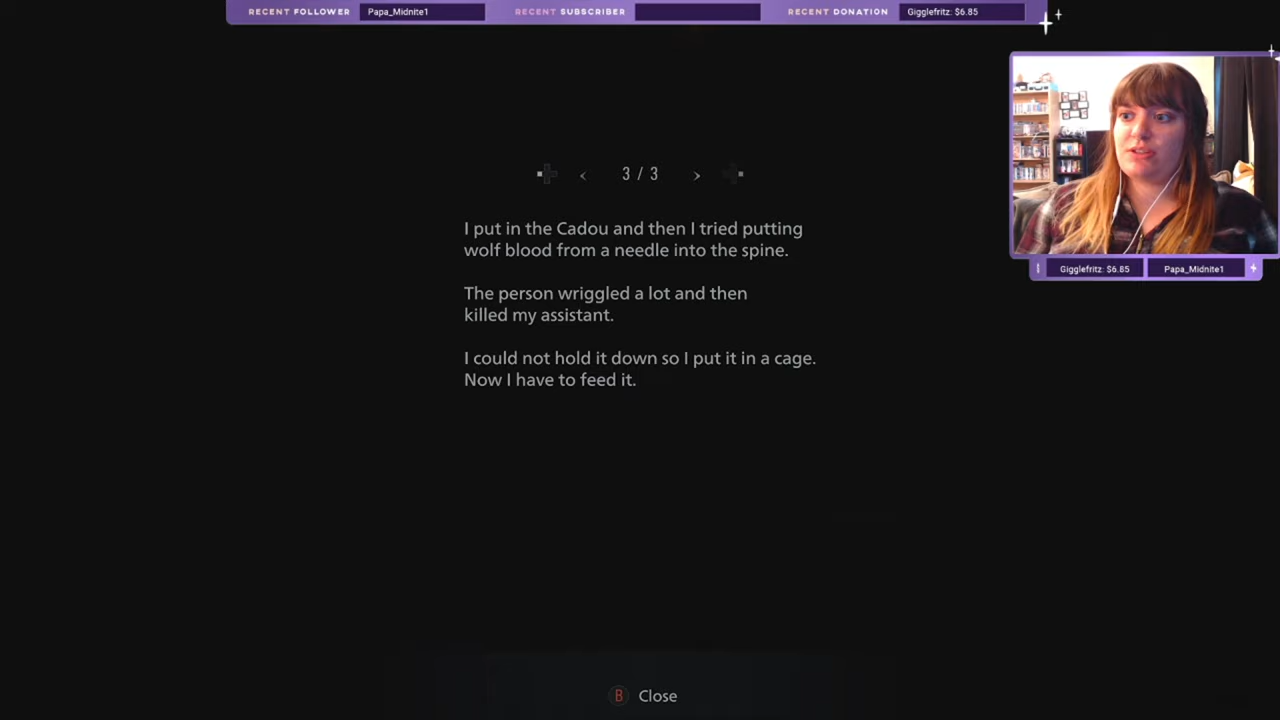 RECENT FOLLOWER Papa_Midnite1 RECENT SUBSCRIBER RECENT DONATION Gigglefritz: $6.85
3 / 3
I put in the Cadou and then I tried putting
wolf blood from a needle into the spine.
The person wriggled a lot and then
killed my assistant.
I could not hold it down so I put it in a cage.
Now I have to feed it.
Gigglefritz: $6.85 Papa_Midnite1
B Close